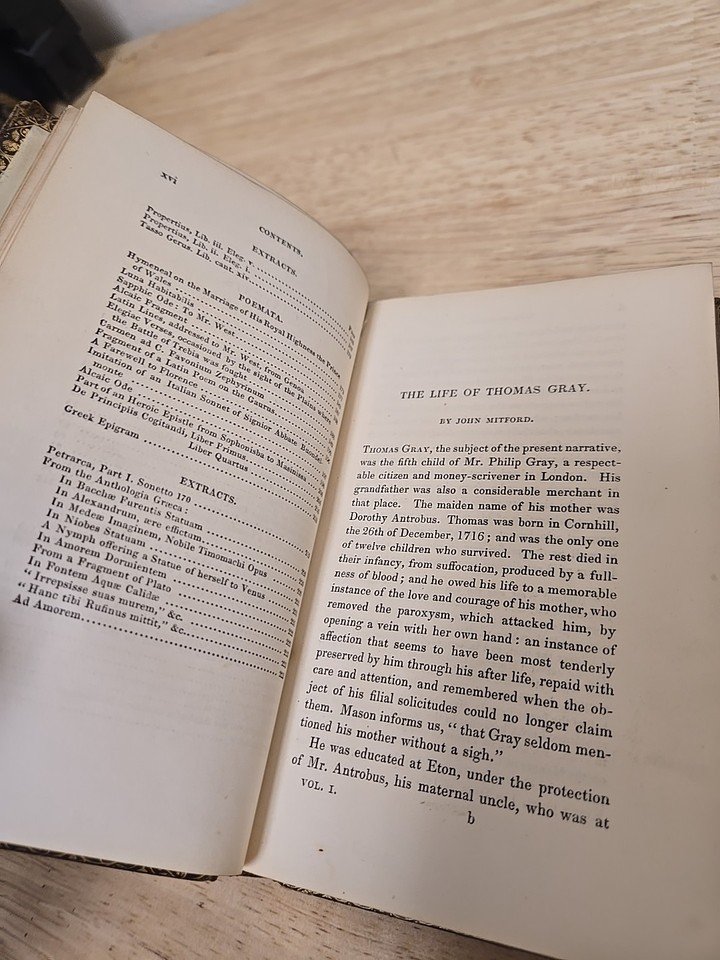 xvi
CONTENTS.
EXTRACTS.
Propertius, Lib. iii. Eleg. v.
Propertius, Lib. ii. Eleg. i.
Tasso Gerus. Lib. cant. xiv.
POEMATA.
Hymeneal on the Marriage of His Royal Highness the Prince
of Wales
Luna Habitabilis
Sapphic Ode: To Mr. West
Alcaic Fragment
Latin Lines, addressed to Mr. West, from Genoa
Elegiac Verses, occasioned by the sight of the Plains where
the Battle of Trebia was fought
Carmen ad C. Favonium Zephyrinum
Fragment of a Latin Poem on the Gaurus
A Farewell to Florence
Imitation of an Italian Sonnet of Signior Abbate Buondel-
monte
Alcaic Ode
Part of an Heroic Epistle from Sophonisba to Masinissa
De Principiis Cogitandi, Liber Primus
Liber Quartus
Greek Epigram
EXTRACTS.
Petrarca, Part I. Sonetto 170
From the Anthologia Græca:
In Bacchæ Furentis Statuam
In Alexandrum, ære effictum
In Medeæ Imaginem, Nobile Timomachi Opus
In Niobes Statuam
A Nymph offering a Statue of herself to Venus
In Amorem Dormientem
From a Fragment of Plato
In Fontem Aquæ Calidæ
"Irrepsisse suas murem," &c.
"Hanc tibi Rufinus mittit," &c.
Ad Amorem
THE LIFE OF THOMAS GRAY.
BY JOHN MITFORD.
THOMAS GRAY, the subject of the present narrative,
was the fifth child of Mr. Philip Gray, a respect-
able citizen and money-scrivener in London. His
grandfather was also a considerable merchant in
that place. The maiden name of his mother was
Dorothy Antrobus. Thomas was born in Cornhill,
the 26th of December, 1716; and was the only one
of twelve children who survived. The rest died in
their infancy, from suffocation, produced by a full-
ness of blood; and he owed his life to a memorable
instance of the love and courage of his mother, who
removed the paroxysm, which attacked him, by
opening a vein with her own hand: an instance of
affection that seems to have been most tenderly
preserved by him through his after life, repaid with
care and attention, and remembered when the ob-
ject of his filial solicitudes could no longer claim
them. Mason informs us, "that Gray seldom men-
tioned his mother without a sigh."
He was educated at Eton, under the protection
of Mr. Antrobus, his maternal uncle, who was at
VOL. I.
b